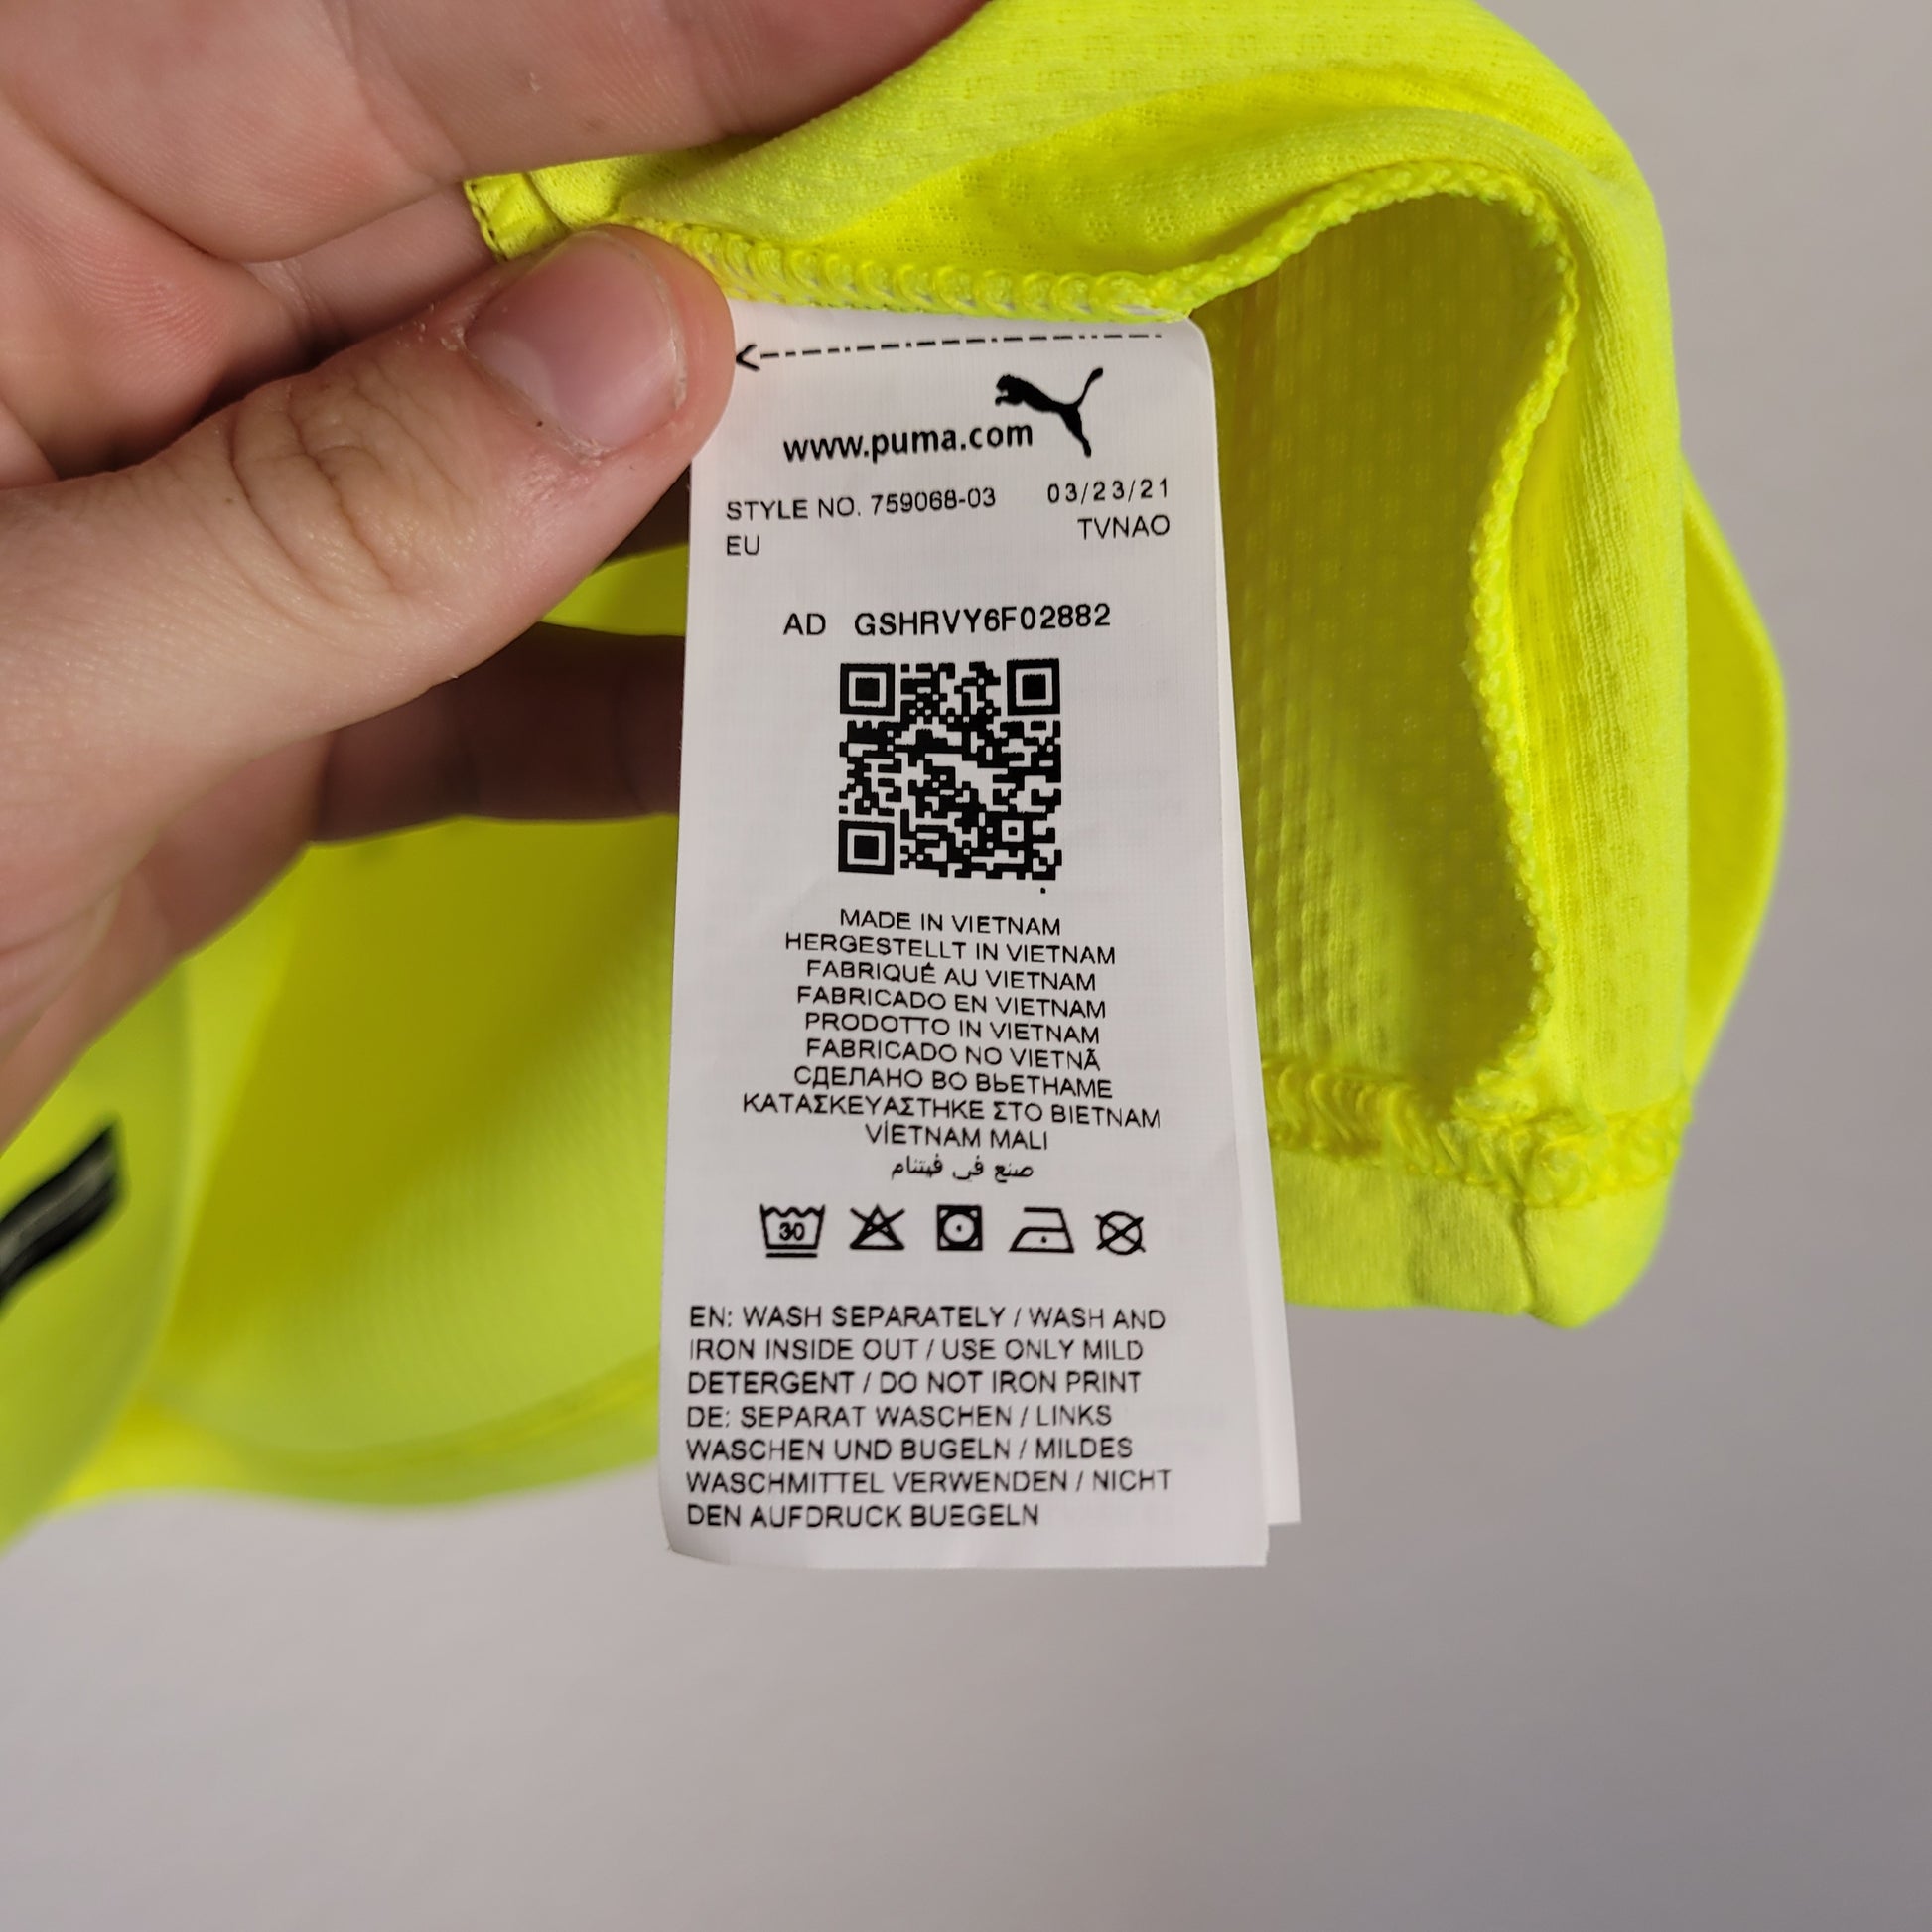 www.puma.com
STYLE NO. 759068-03 03/23/21
EU TVNAO
AD GSHRVY6F02882
MADE IN VIETNAM
HERGESTELLT IN VIETNAM
FABRIQUÉ AU VIETNAM
FABRICADO EN VIETNAM
PRODOTTO IN VIETNAM
FABRICADO NO VIETNÃ
СДЕЛАНО ВО ВЬЕТНАМЕ
ΚΑΤΑΣΚΕΥΑΣΤΗΚΕ ΣΤΟ ΒΙΕΤΝΑΜ
VİETNAM MALI
صنع في فيتنام
30
EN: WASH SEPARATELY / WASH AND
IRON INSIDE OUT / USE ONLY MILD
DETERGENT / DO NOT IRON PRINT
DE: SEPARAT WASCHEN / LINKS
WASCHEN UND BUGELN / MILDES
WASCHMITTEL VERWENDEN / NICHT
DEN AUFDRUCK BUEGELN